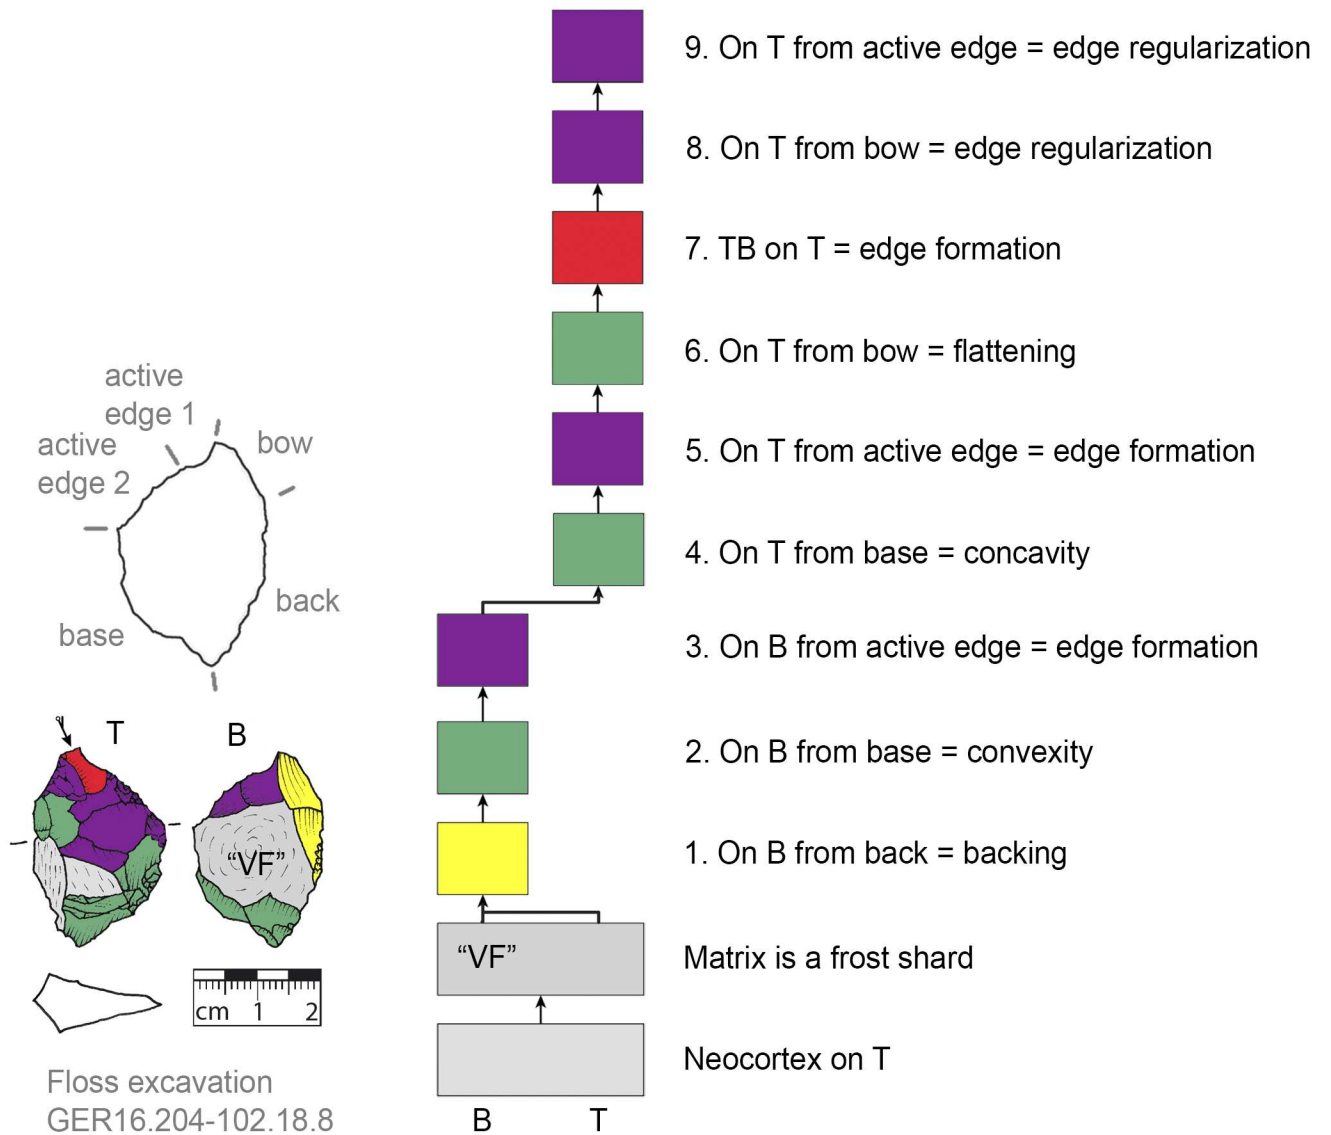 9. On T from active edge = edge regularization
8. On T from bow = edge regularization
7. TB on T = edge formation
6. On T from bow = flattening
5. On T from active edge = edge formation
4. On T from base = concavity
3. On B from active edge = edge formation
2. On B from base = convexity
1. On B from back = backing
"VF"
Matrix is a frost shard
Neocortex on T
B T
active
edge 1
active
edge 2
bow
back
base
T B
"VF"
cm 1 2
Floss excavation
GER16.204-102.18.8